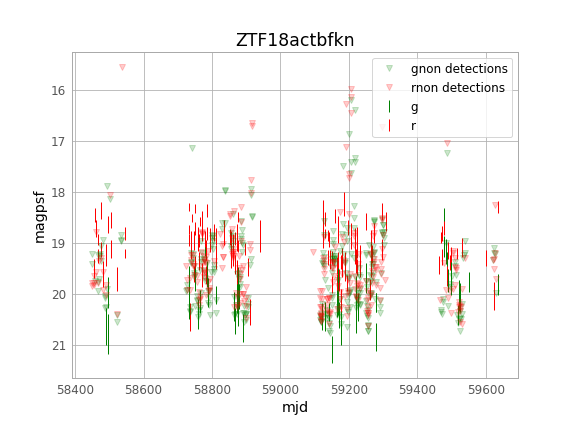 ZTF18actbfkn
gnon detections
rnon detections
g
r
magpsf
16
17
18
19
20
21
58400 58600 58800 59000 59200 59400 59600
mjd